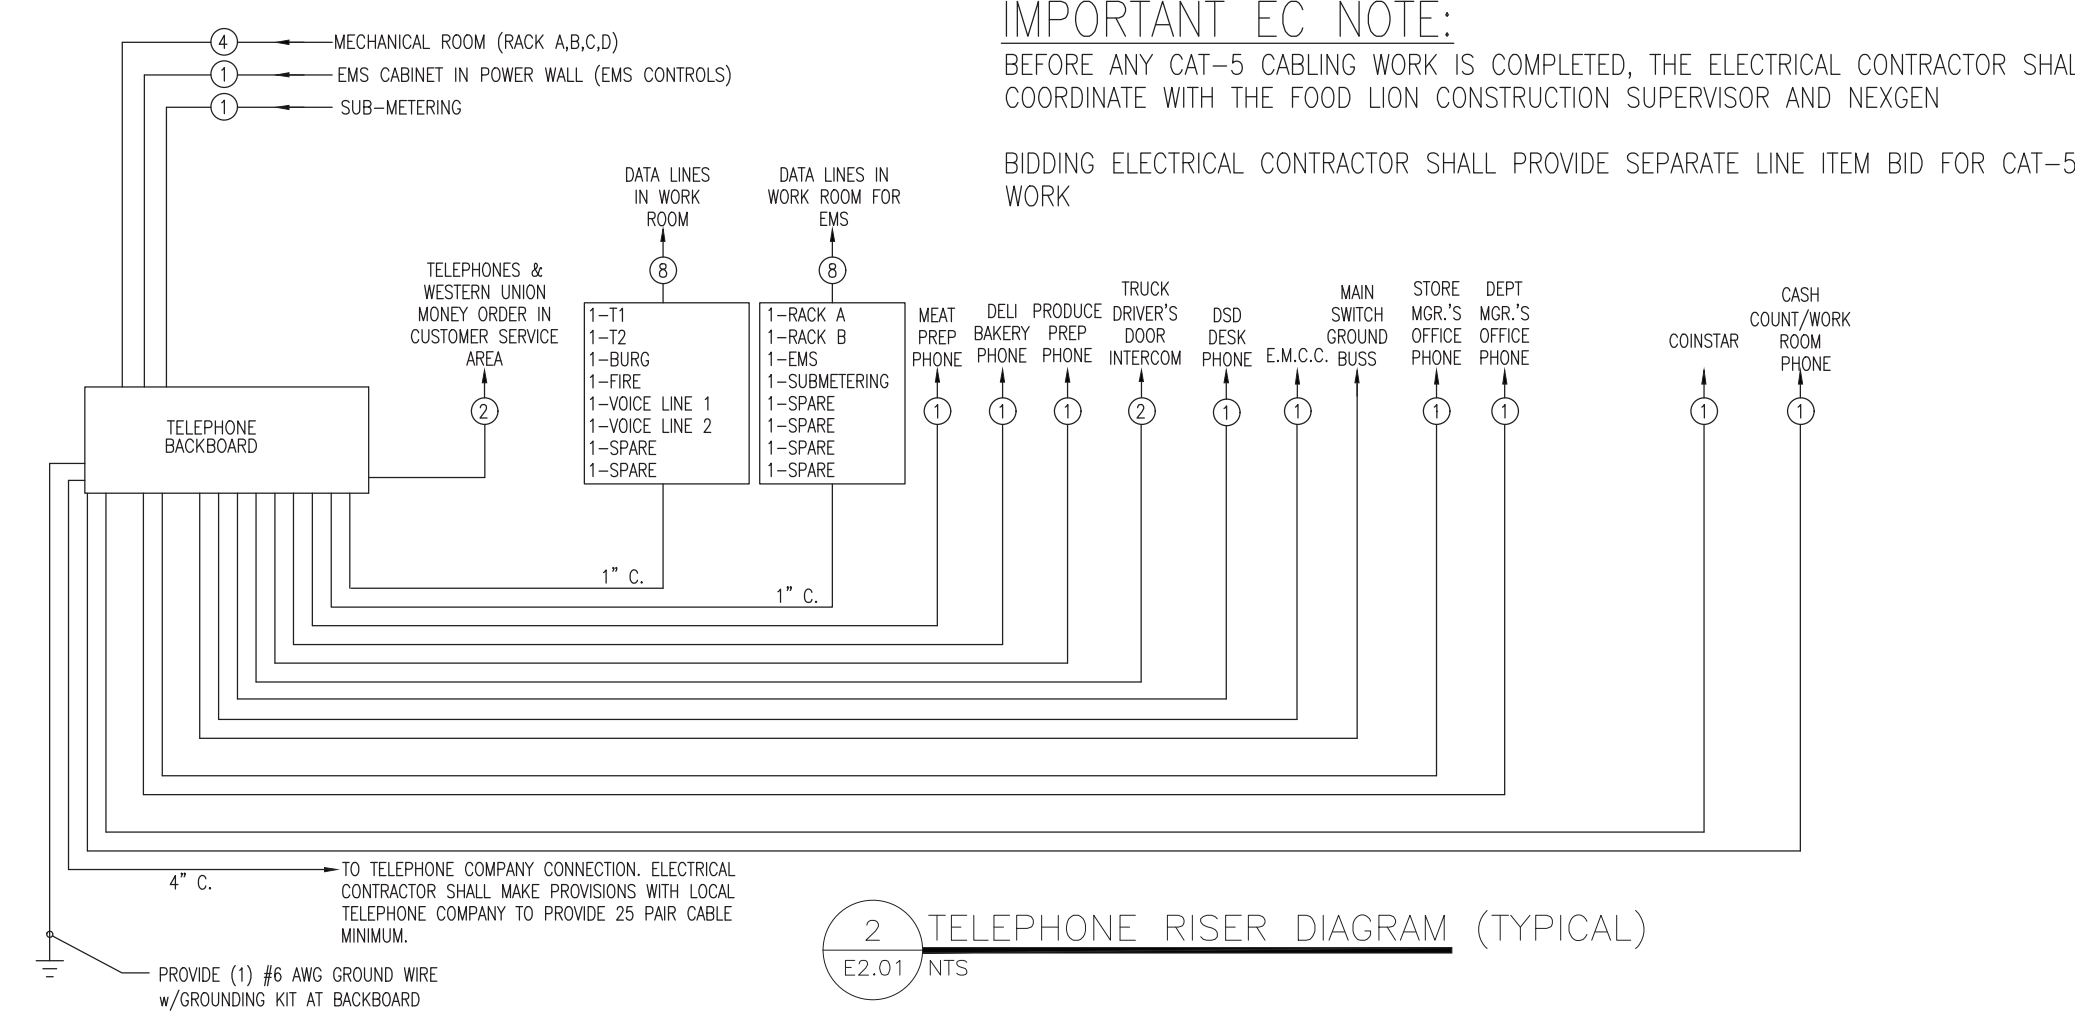 IMPORTANT EC NOTE:
BEFORE ANY CAT-5 CABLING WORK IS COMPLETED, THE ELECTRICAL CONTRACTOR
COORDINATE WITH THE FOOD LION CONSTRUCTION SUPERVISOR AND NEXGEN
BIDDING ELECTRICAL CONTRACTOR SHALL PROVIDE SEPARATE LINE ITEM BID FOR CAT-5
WORK
4 MECHANICAL ROOM (RACK A,B,C,D)
1 EMS CABINET IN POWER WALL (EMS CONTROLS)
1 SUB-METERING
TELEPHONE
BACKBOARD
TELEPHONES &
WESTERN UNION
MONEY ORDER IN
CUSTOMER SERVICE
AREA
2
DATA LINES
IN WORK
ROOM
8
1-T1
1-T2
1-BURG
1-FIRE
1-VOICE LINE 1
1-VOICE LINE 2
1-SPARE
1-SPARE
1" C.
DATA LINES IN
WORK ROOM FOR
EMS
8
1-RACK A
1-RACK B
1-EMS
1-SUBMETERING
1-SPARE
1-SPARE
1-SPARE
1-SPARE
1" C.
MEAT
PREP
PHONE
1
DELI
BAKERY
PHONE
1
PRODUCE
PREP
PHONE
1
TRUCK
DRIVER'S
DOOR
INTERCOM
2
DSD
DESK
PHONE
1
E.M.C.C.
1
MAIN
SWITCH
GROUND
BUSS
STORE
MGR.'S
OFFICE
PHONE
1
DEPT
MGR.'S
OFFICE
PHONE
1
COINSTAR
1
CASH
COUNT/WORK
ROOM
PHONE
1
4" C.
TO TELEPHONE COMPANY CONNECTION. ELECTRICAL
CONTRACTOR SHALL MAKE PROVISIONS WITH LOCAL
TELEPHONE COMPANY TO PROVIDE 25 PAIR CABLE
MINIMUM.
PROVIDE (1) #6 AWG GROUND WIRE
w/GROUNDING KIT AT BACKBOARD
2
E2.01
TELEPHONE RISER DIAGRAM (TYPICAL)
NTS